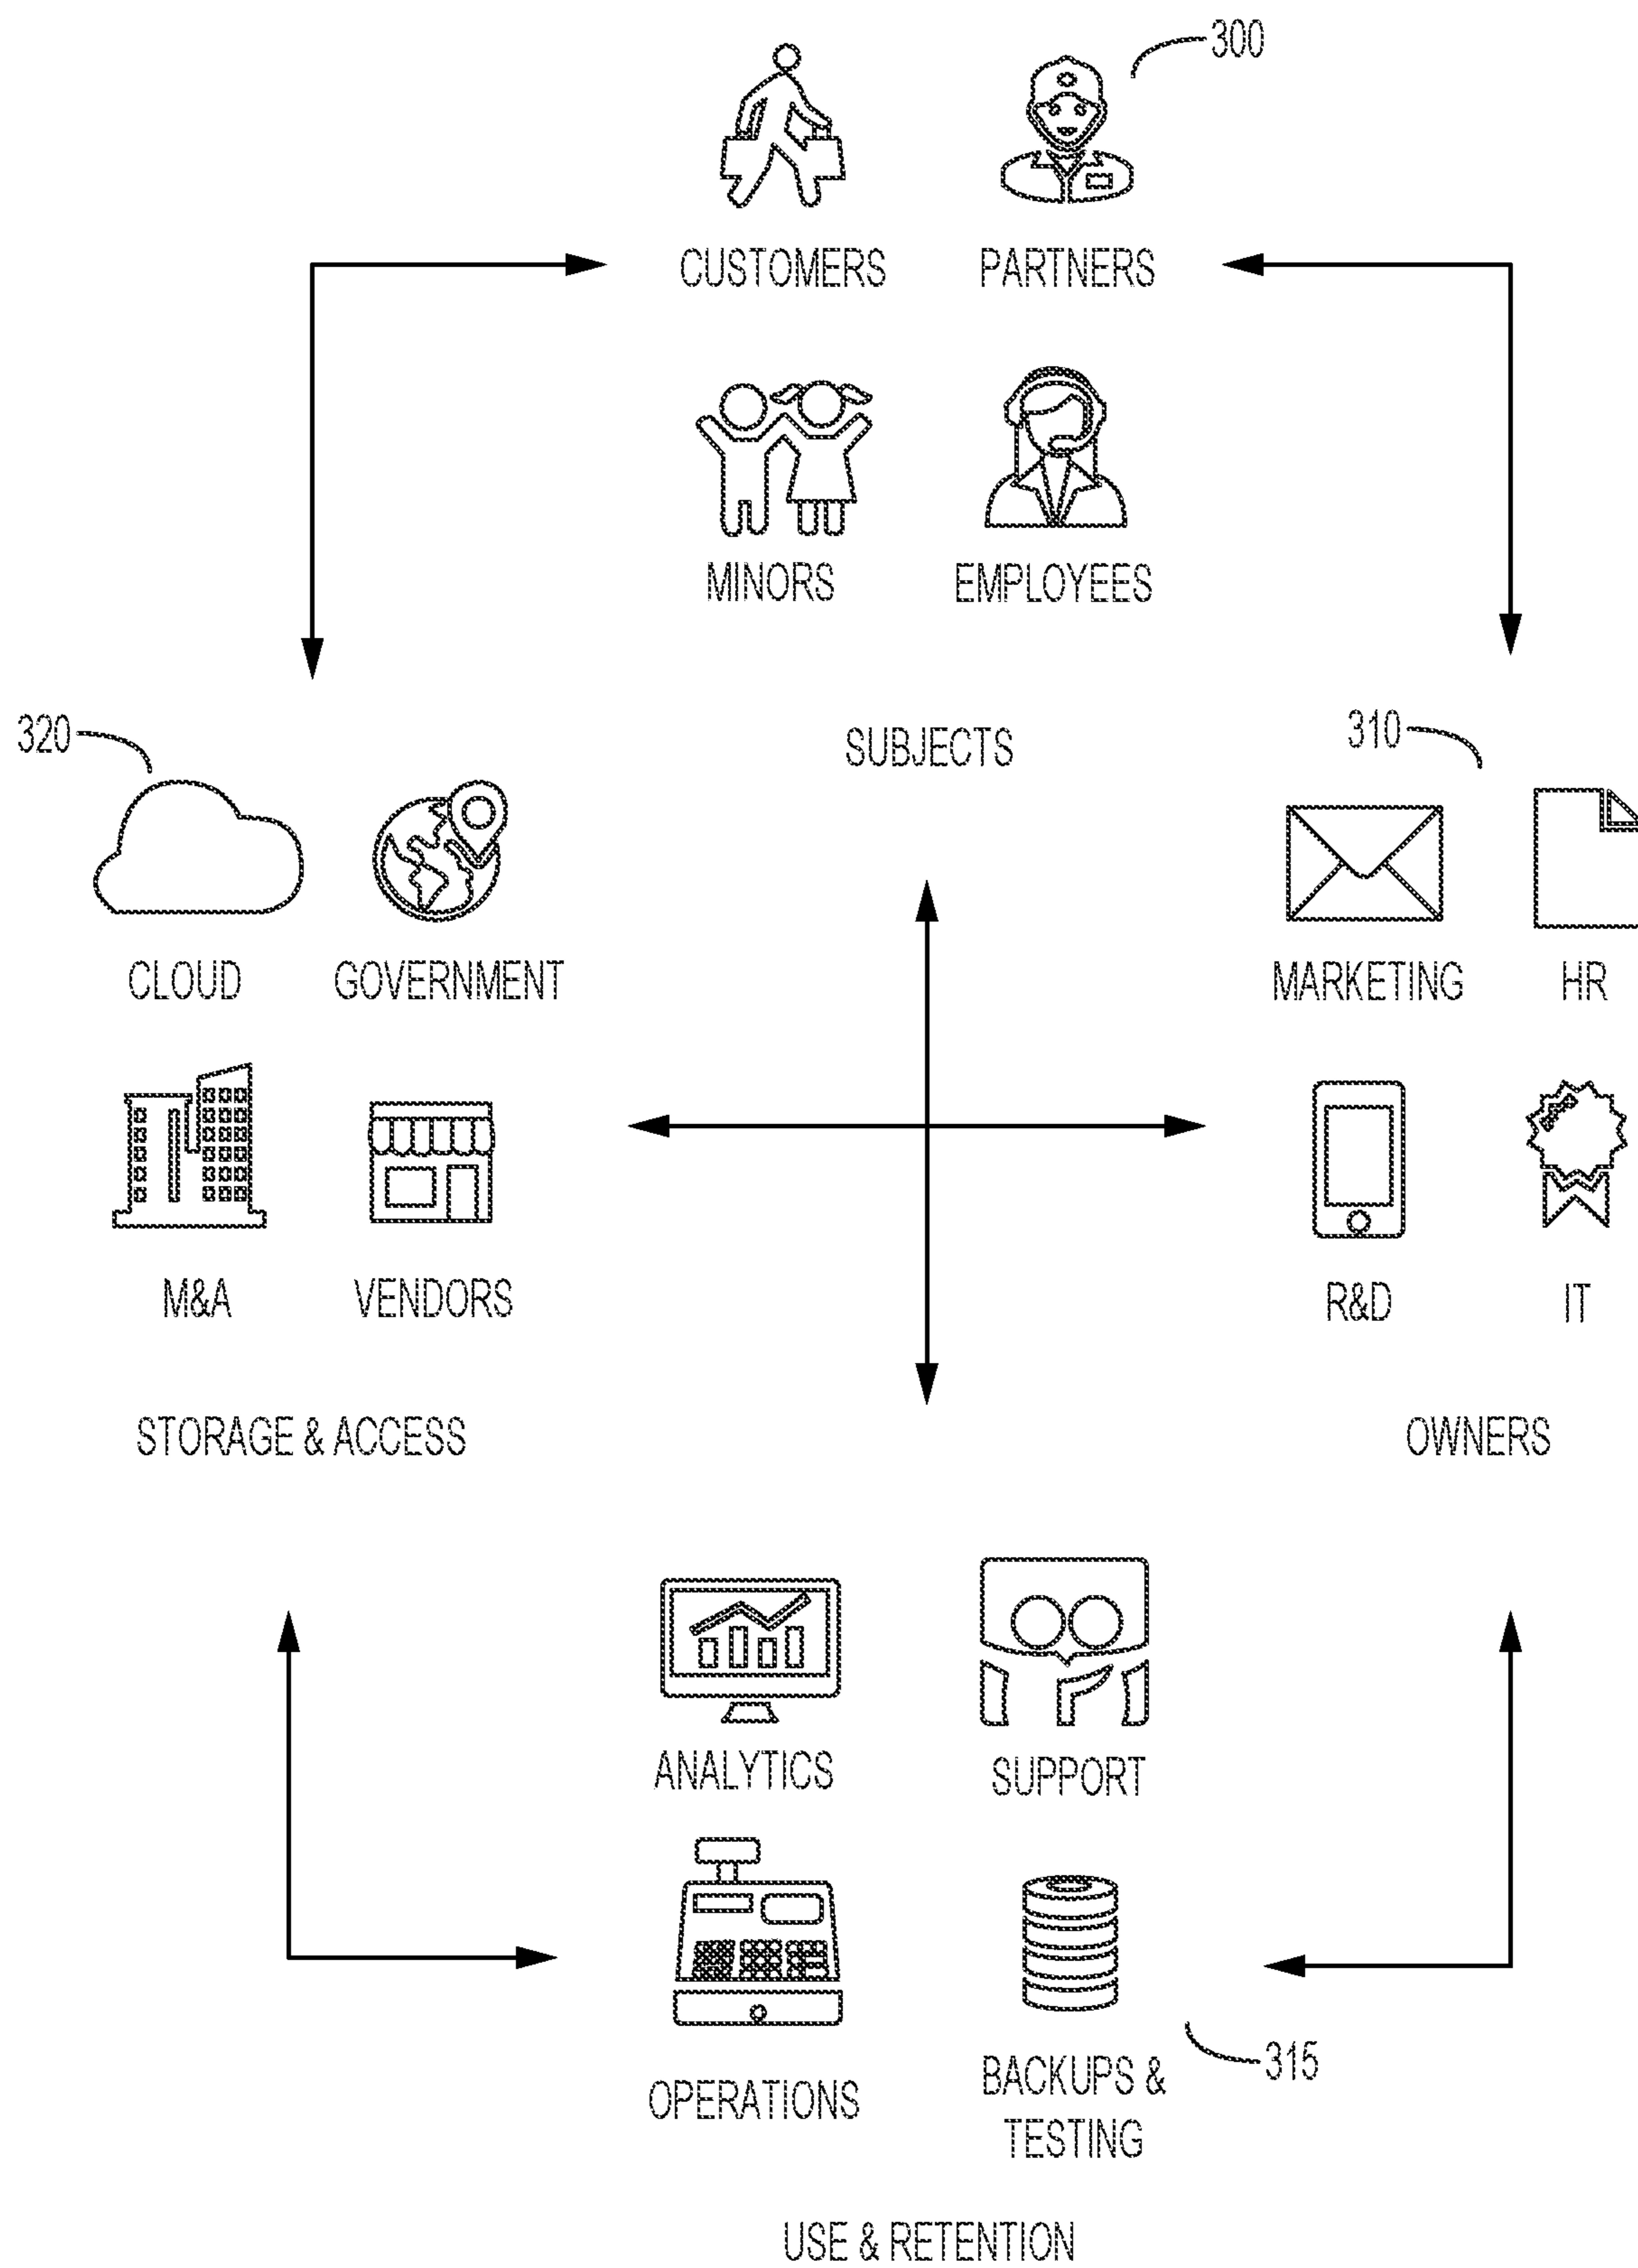 300
CUSTOMERS PARTNERS
MINORS EMPLOYEES
SUBJECTS
320
CLOUD GOVERNMENT
M&A VENDORS
STORAGE & ACCESS
310
MARKETING HR
R&D IT
OWNERS
ANALYTICS SUPPORT
OPERATIONS BACKUPS &
TESTING
315
USE & RETENTION